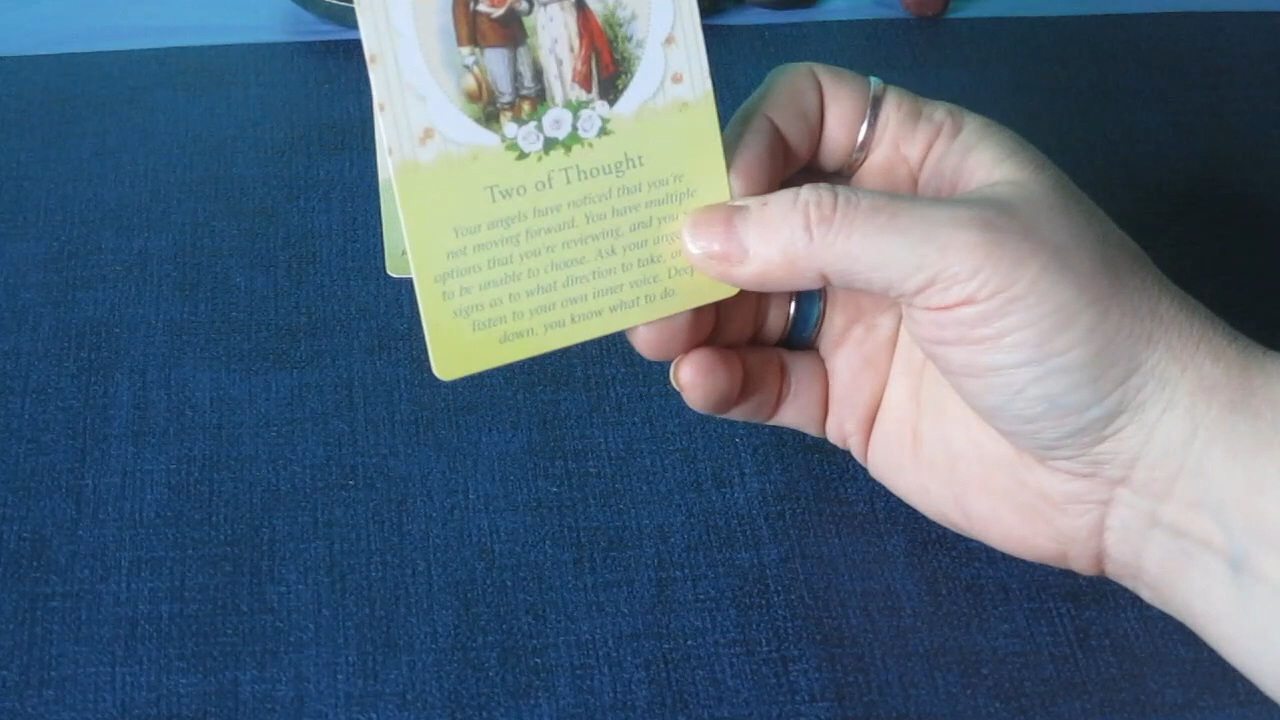 Two of Thought
Your angels have noticed that you're
not moving forward. You have multiple
options that you're reviewing, and you
to be unable to choose. Ask your
signs as to what direction to take,
listen to your own inner voice. Deep
down, you know what to do.